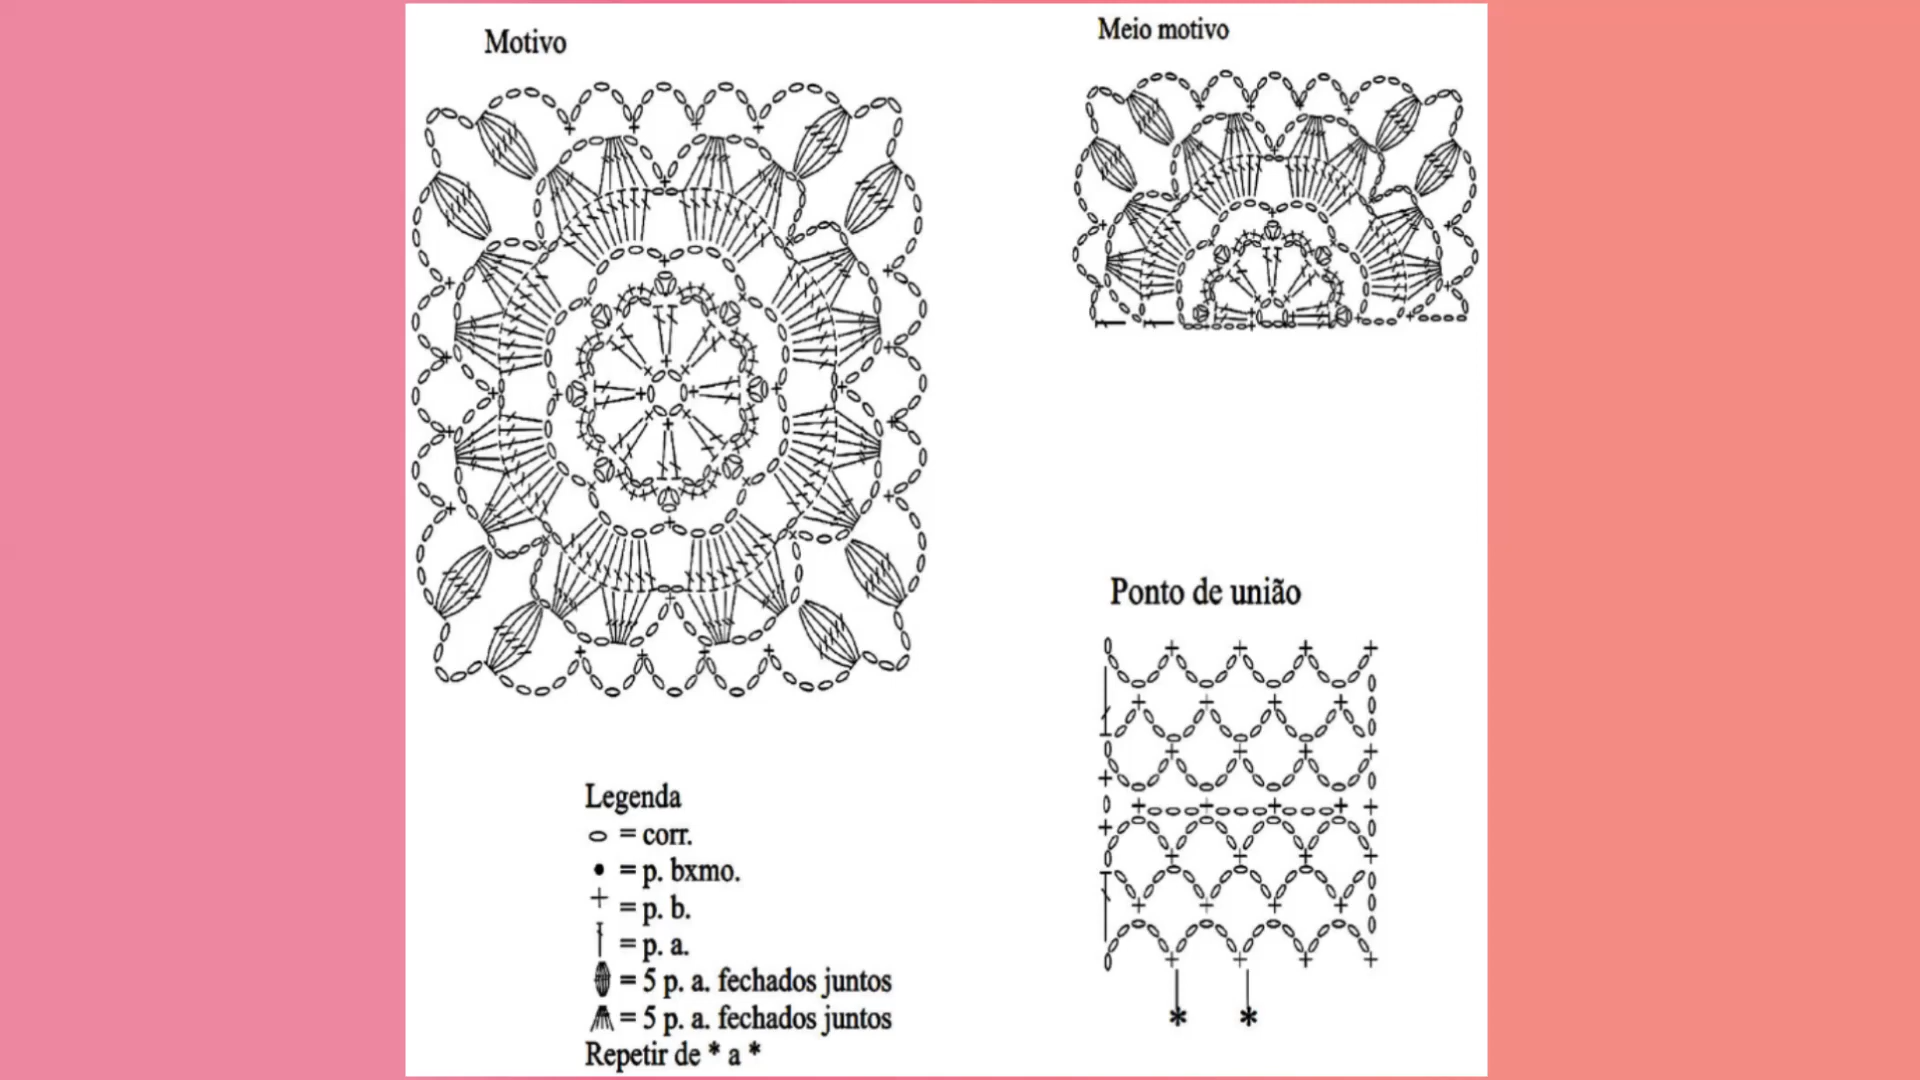 Motivo
Meio motivo
Ponto de união
* *
Legenda
= corr.
= p. bxmo.
= p. b.
= p. a.
= 5 p. a. fechados juntos
= 5 p. a. fechados juntos
Repetir de * a *